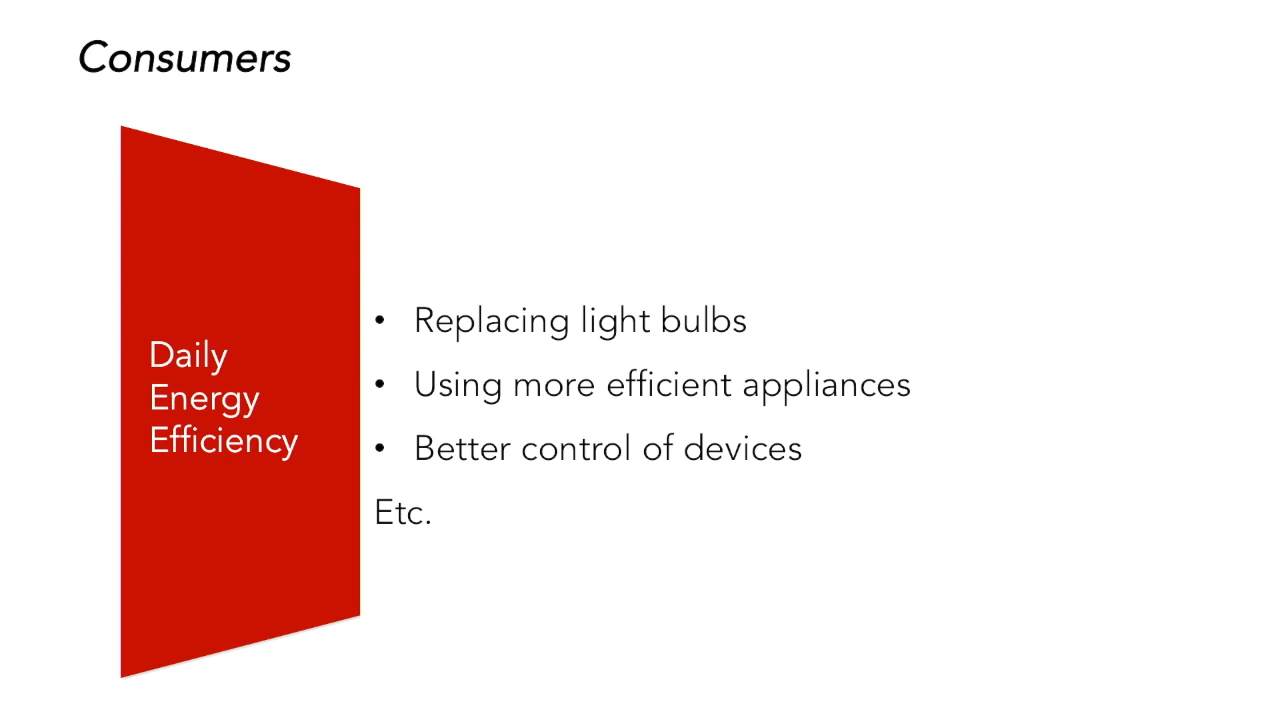 Consumers
Daily
Energy
Efficiency
• Replacing light bulbs
• Using more efficient appliances
• Better control of devices
Etc.